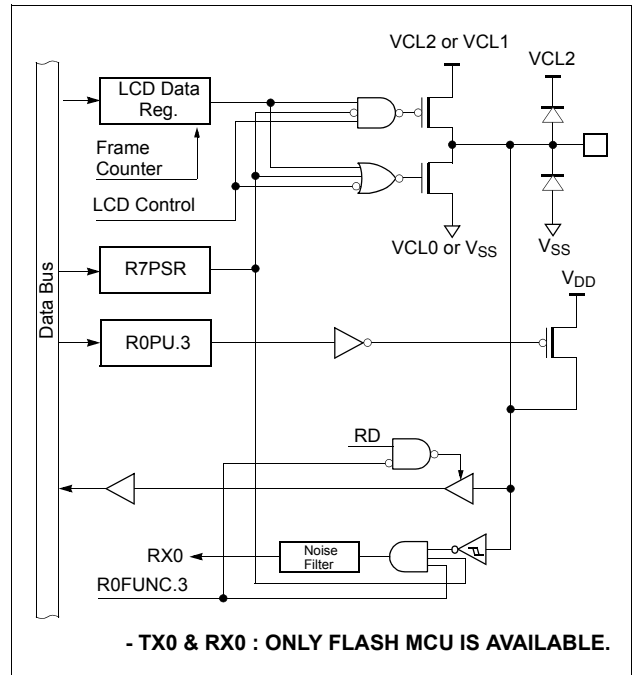 VCL2 or VCL1
VCL2
LCD Data
Reg.
Frame
Counter
LCD Control
VCL0 or VSS
VSS
R7PSR
VDD
Data Bus
R0PU.3
RD
RX0
Noise
Filter
R0FUNC.3
- TX0 & RX0 : ONLY FLASH MCU IS AVAILABLE.